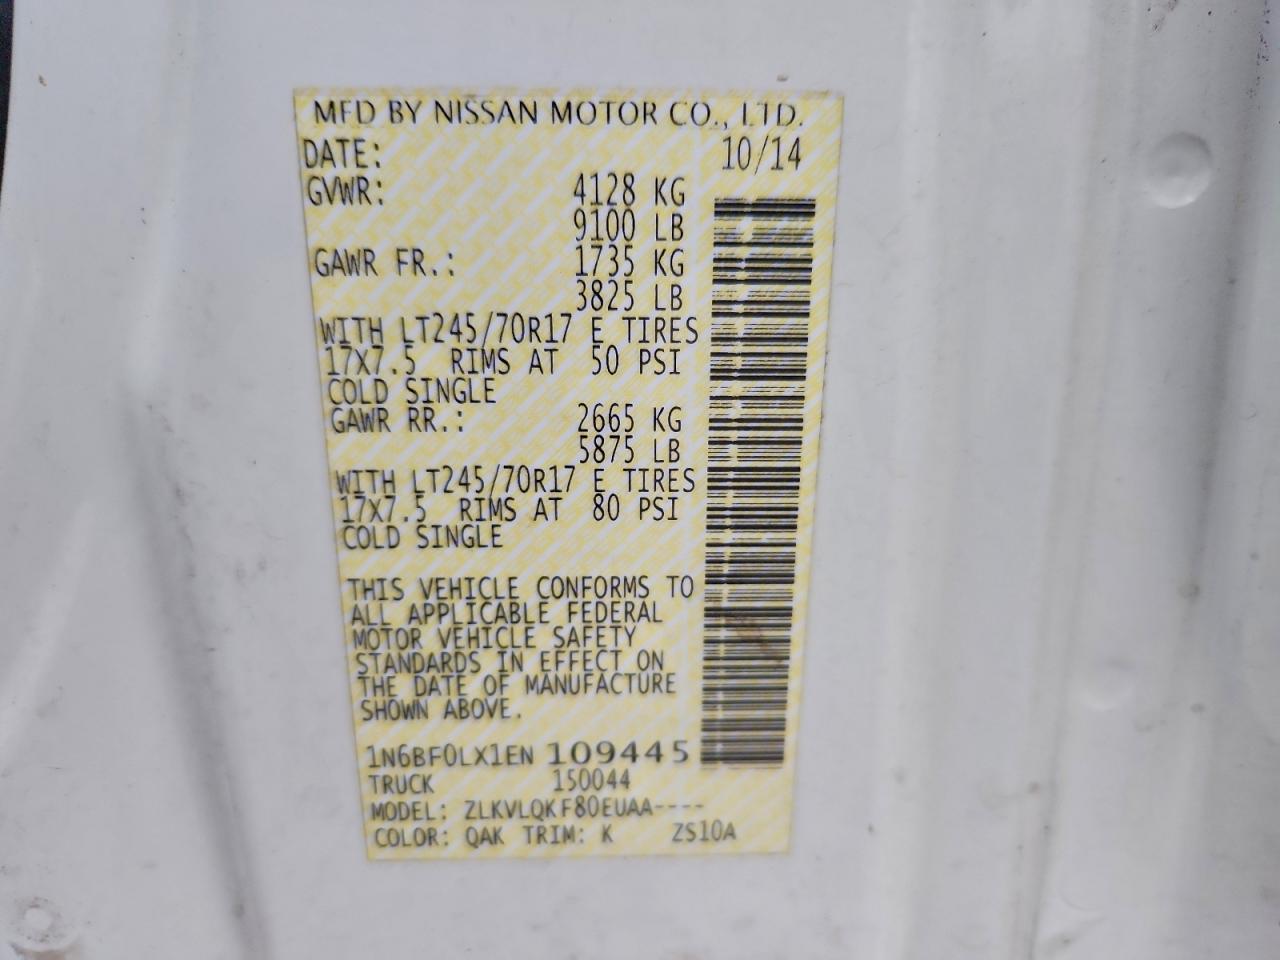 MFD BY NISSAN MOTOR CO., LTD.
DATE: 10/14
GVWR: 4128 KG
9100 LB
GAWR FR.: 1735 KG
3825 LB
WITH LT245/70R17 E TIRES
17X7.5 RIMS AT 50 PSI
COLD SINGLE
GAWR RR.: 2665 KG
5875 LB
WITH LT245/70R17 E TIRES
17X7.5 RIMS AT 80 PSI
COLD SINGLE
THIS VEHICLE CONFORMS TO
ALL APPLICABLE FEDERAL
MOTOR VEHICLE SAFETY
STANDARDS IN EFFECT ON
THE DATE OF MANUFACTURE
SHOWN ABOVE.
1N6BF0LX1EN 109445
TRUCK 150044
MODEL: ZLKVLQKF80EUAA----
COLOR: QAK TRIM: K ZS10A